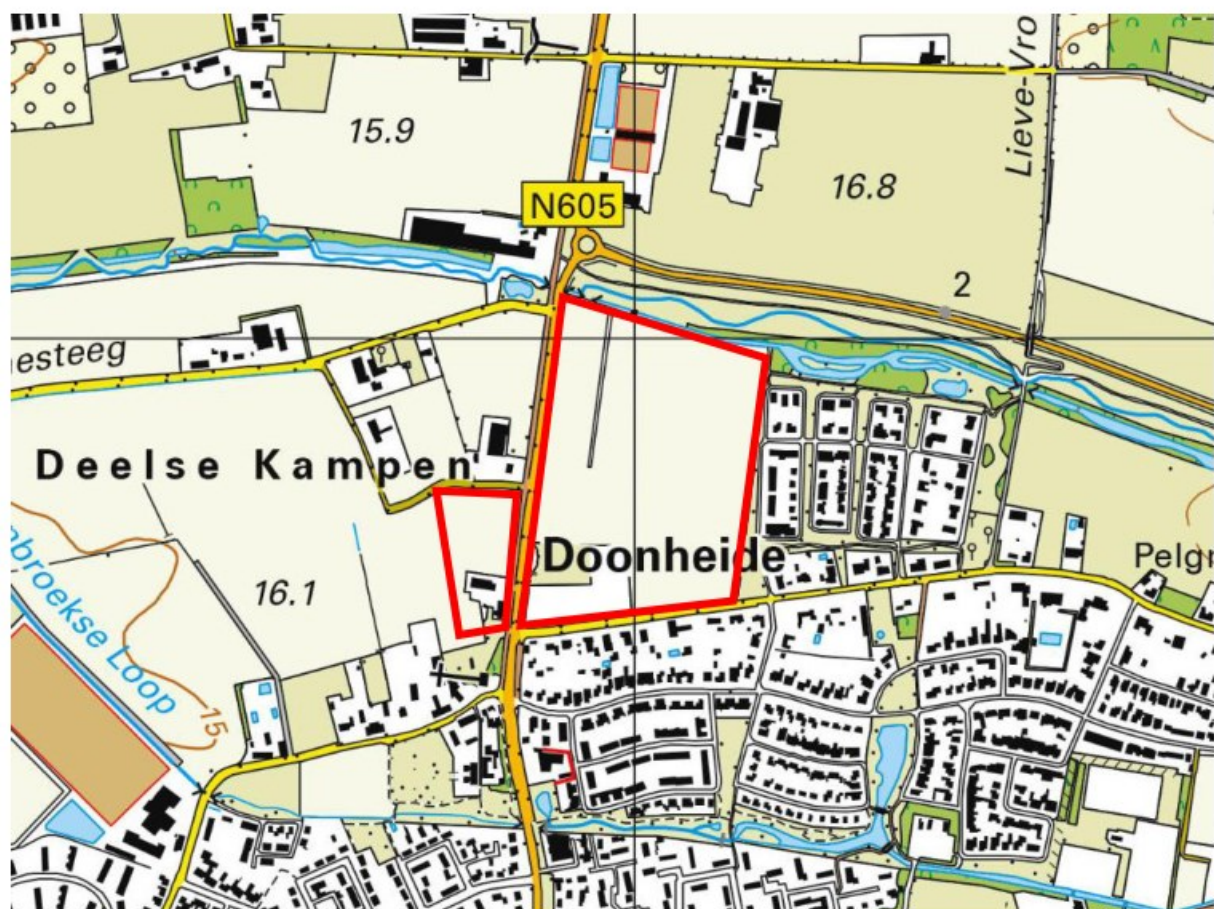 Lieve-Vro
15.9
16.8
N605
2
esteeg
Deelse Kampen
Doonheide
Pelgr
16.1
broekse Loop
15